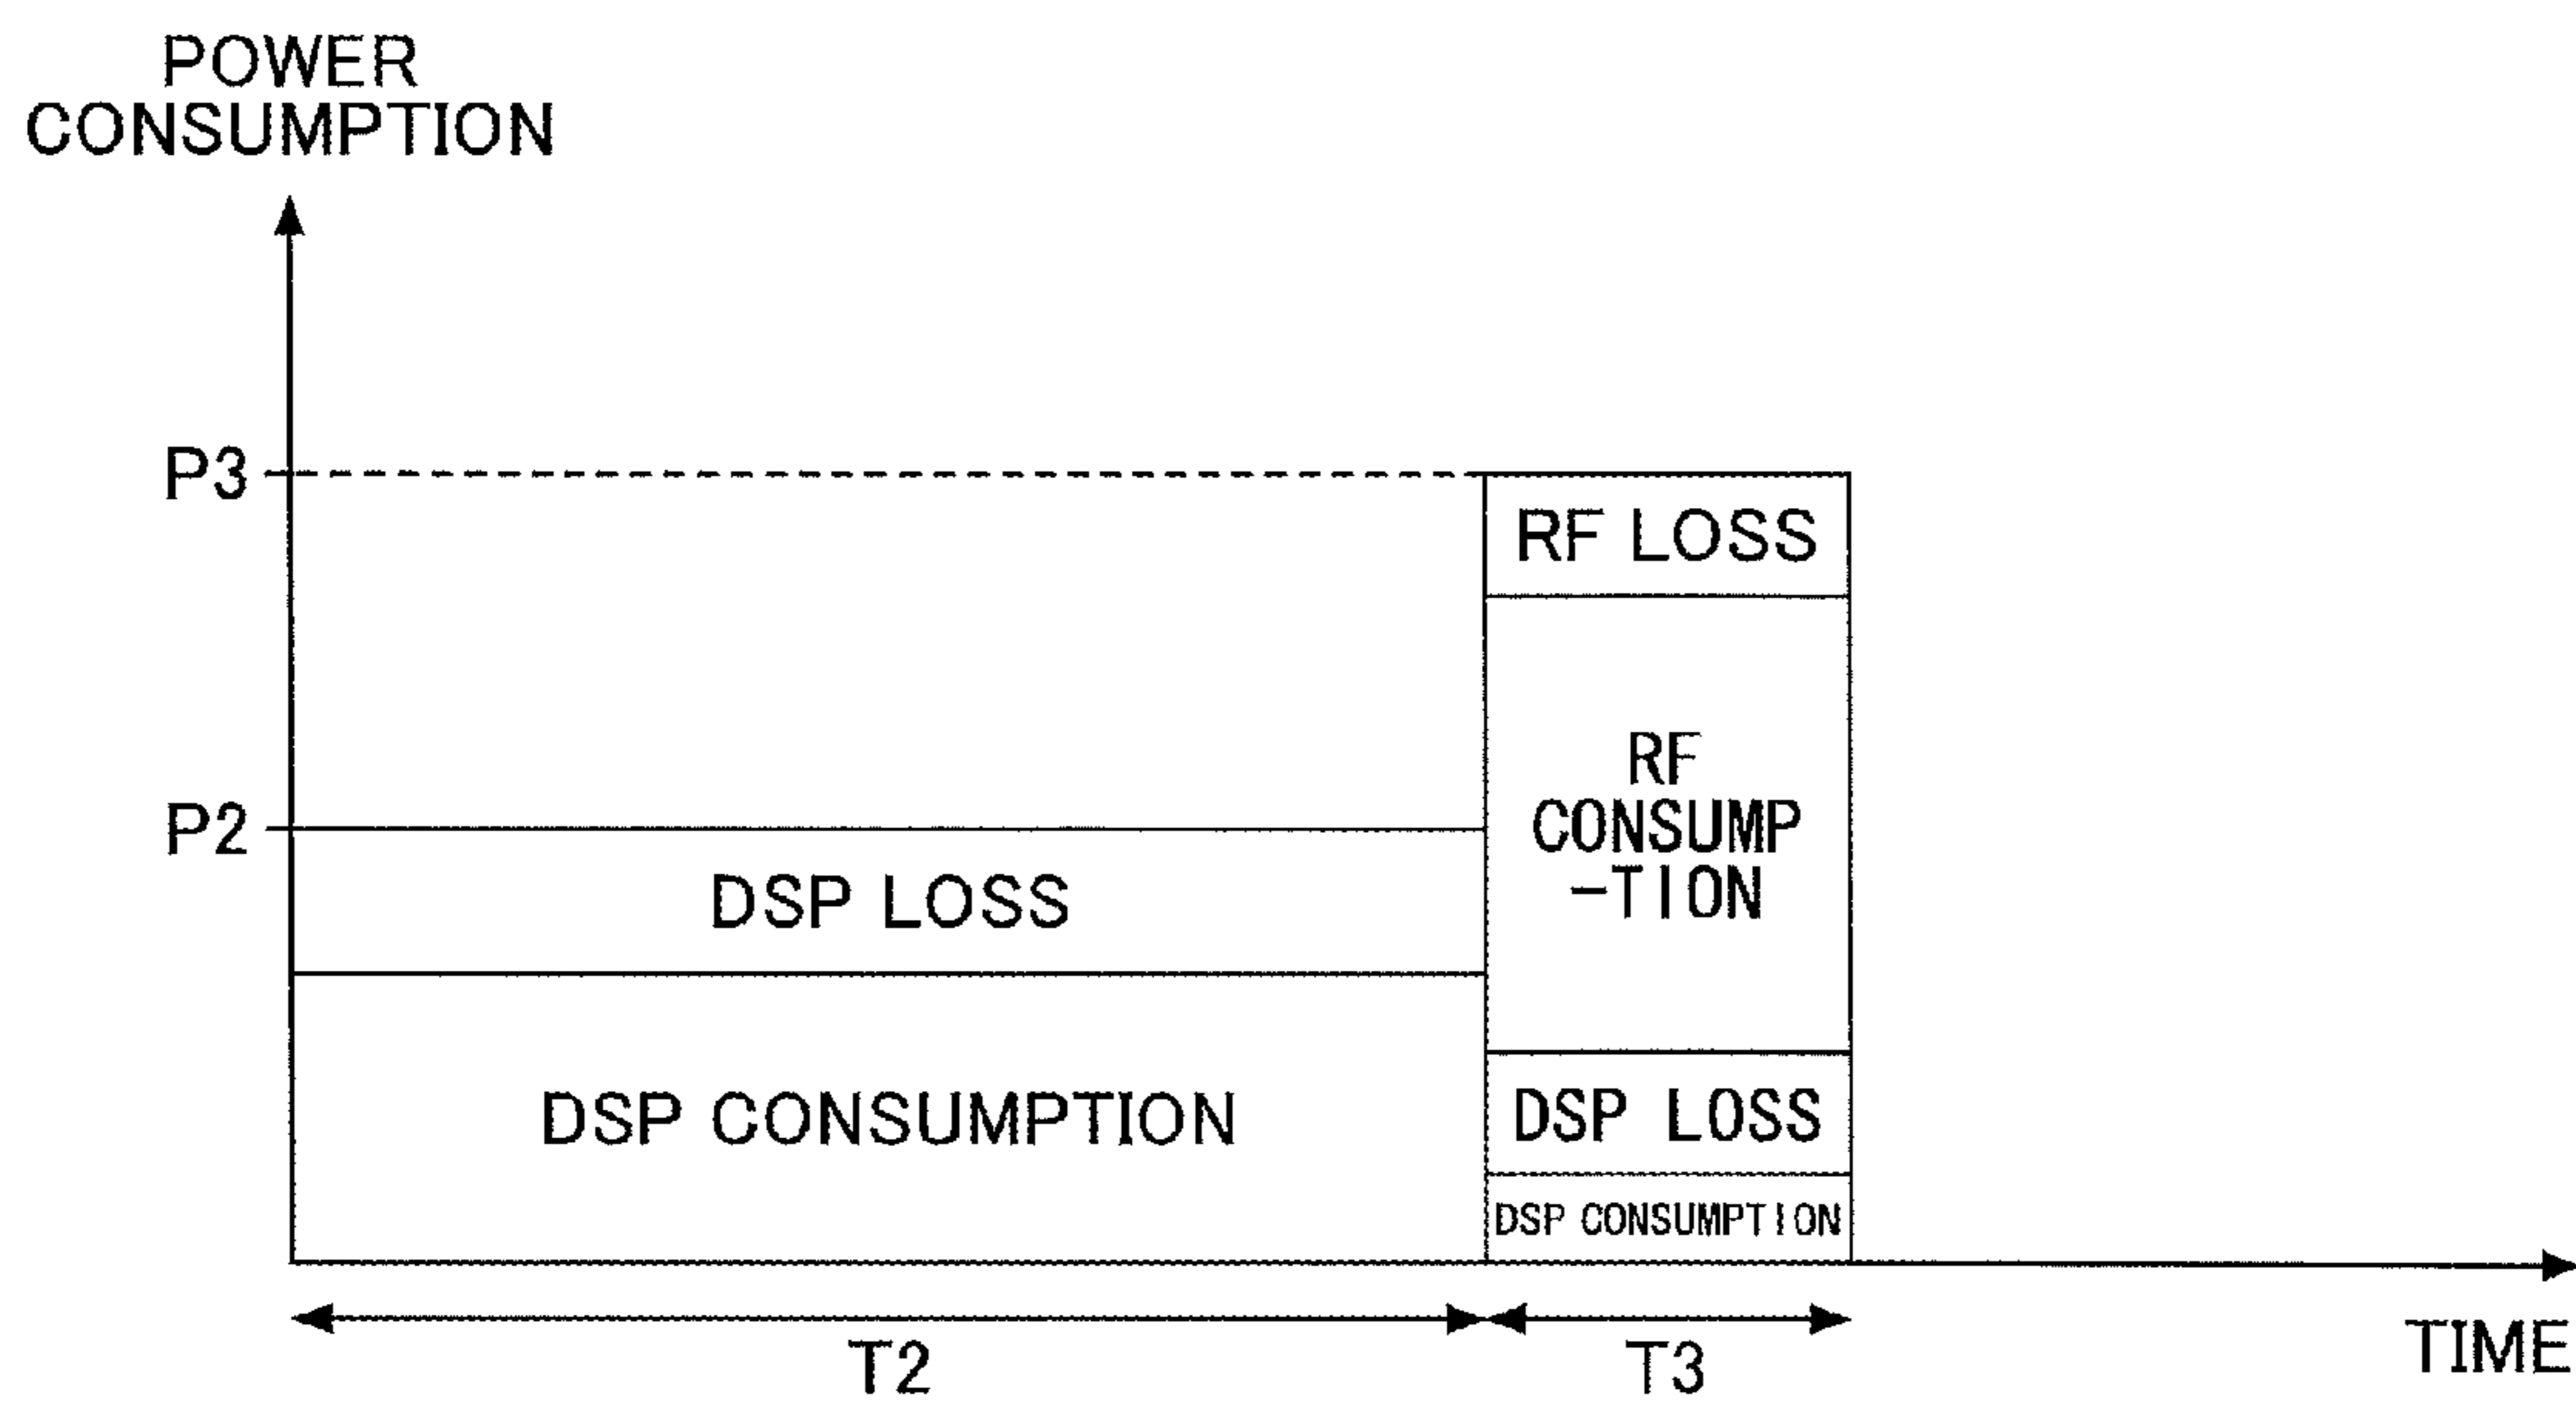 POWER
CONSUMPTION
P3
RF LOSS
RF
CONSUMP
-TION
P2
DSP LOSS
DSP LOSS
DSP CONSUMPTION
DSP CONSUMPTION
T2
T3
TIME